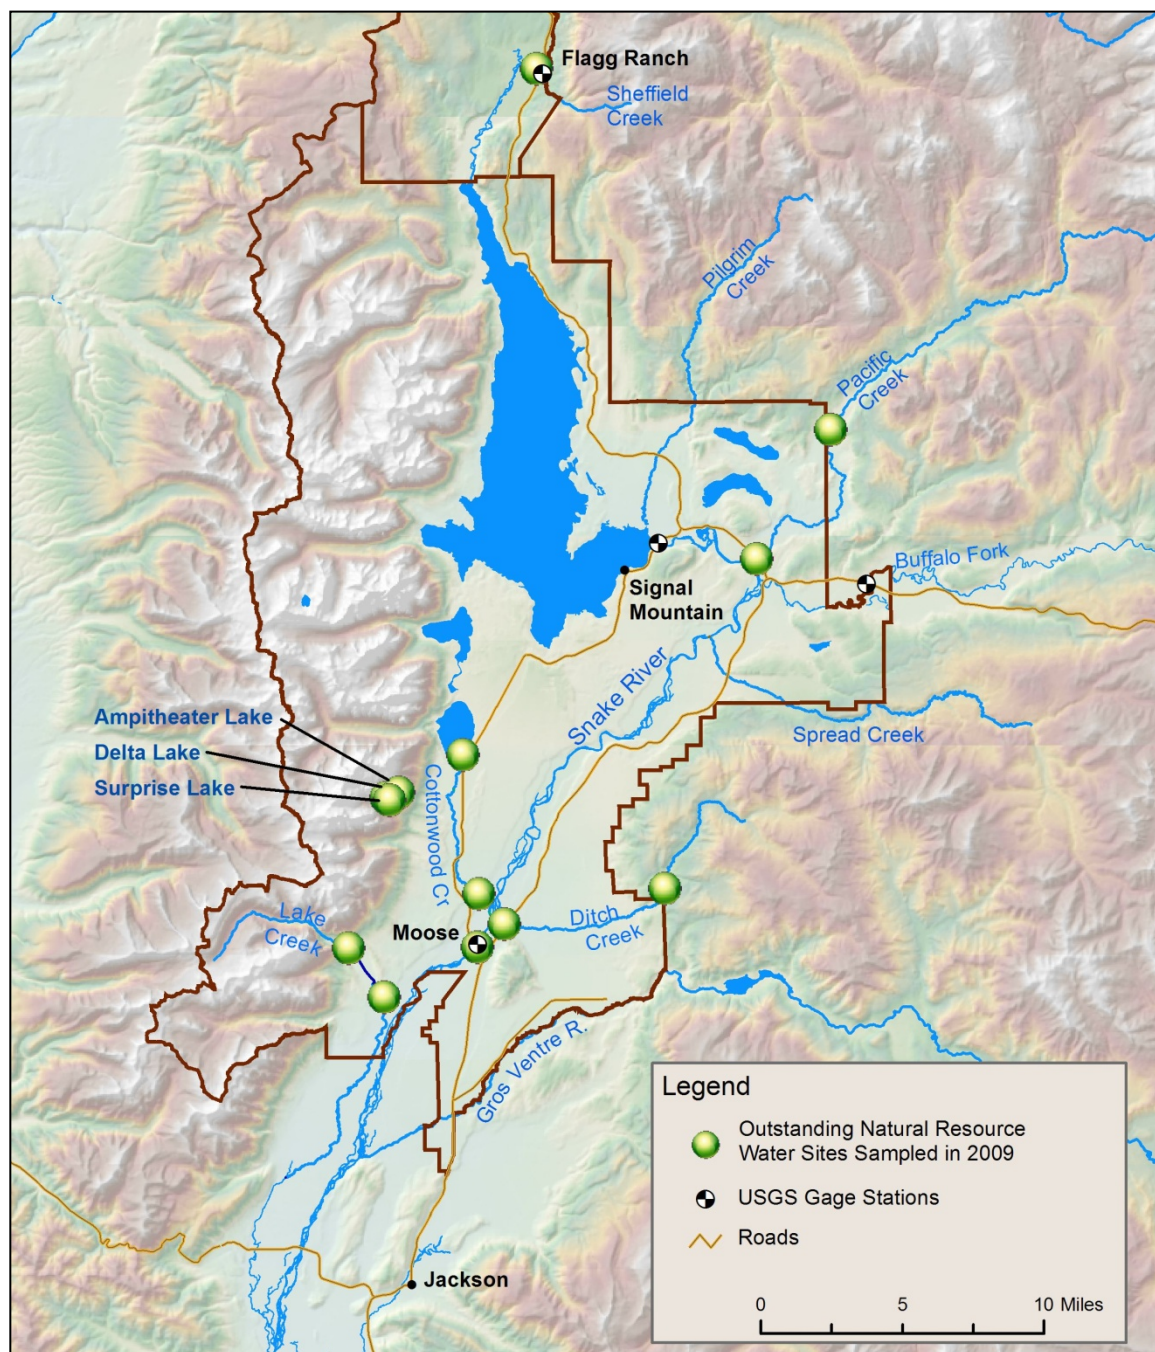 Flagg Ranch
Sheffield
Creek
Pilgrim
Creek
Pacific
Creek
Buffalo Fork
Signal
Mountain
Snake River
Spread Creek
Ampitheater Lake
Delta Lake
Surprise Lake
Cottonwood Cr
Lake
Creek
Moose
Ditch
Creek
Gros Ventre R.
Jackson
Legend
Outstanding Natural Resource
Water Sites Sampled in 2009
USGS Gage Stations
Roads
0 5 10 Miles